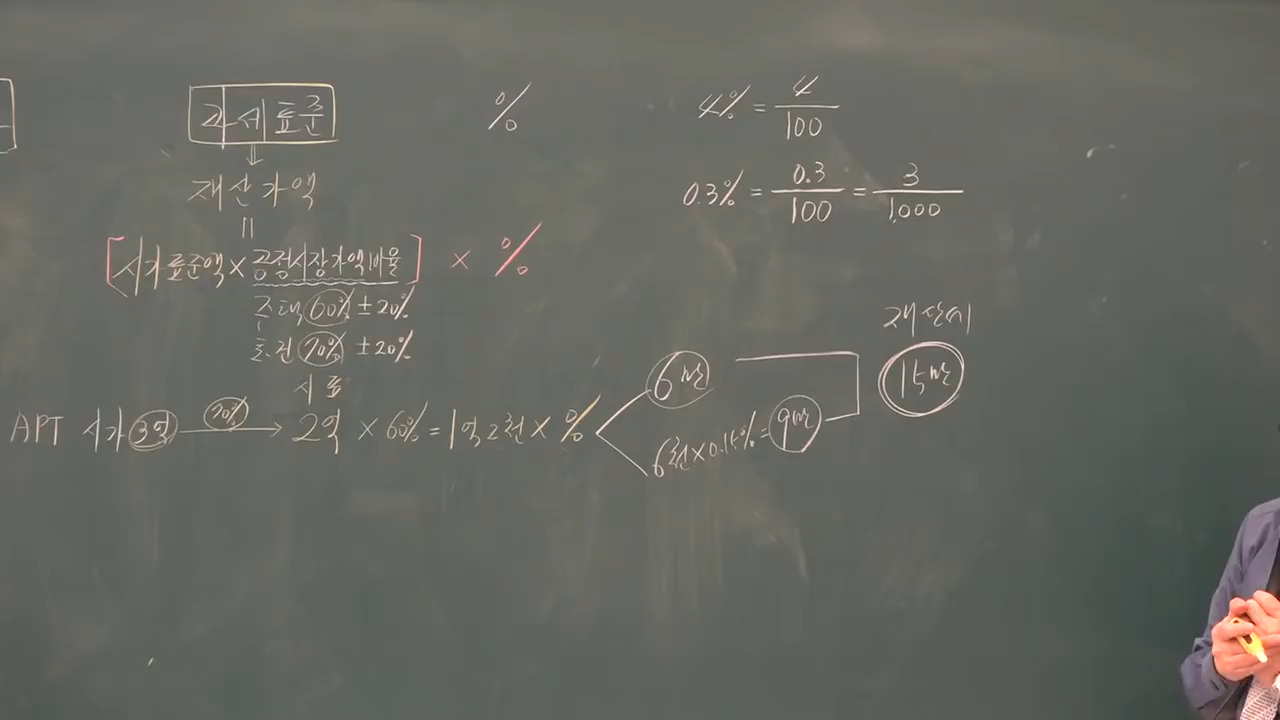 과세표준
%
4% = 4/100
⇓
재산가액
0.3% = 0.3/100 = 3/1,000
||
[시가표준액 × 공정시장가액비율] × %
주택 60% ± 20%
토·건 70% ± 20%
시표
재산세
APT 시가 3억 70% → 2억 × 60% = 1억2천 × %
6만
6천 × 0.15% = 9만
15만